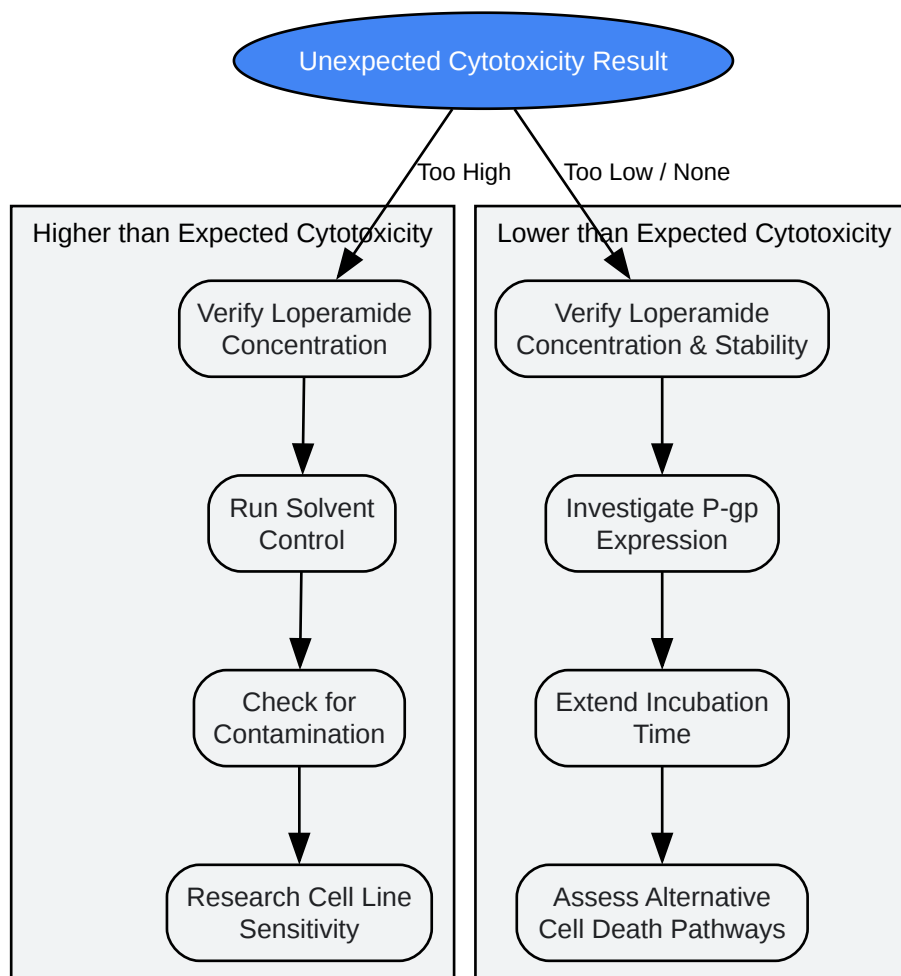 Unexpected Cytotoxicity Result
Too High
Too Low / None
Higher than Expected Cytotoxicity
Verify Loperamide
Concentration
Run Solvent
Control
Check for
Contamination
Research Cell Line
Sensitivity
Lower than Expected Cytotoxicity
Verify Loperamide
Concentration & Stability
Investigate P-gp
Expression
Extend Incubation
Time
Assess Alternative
Cell Death Pathways